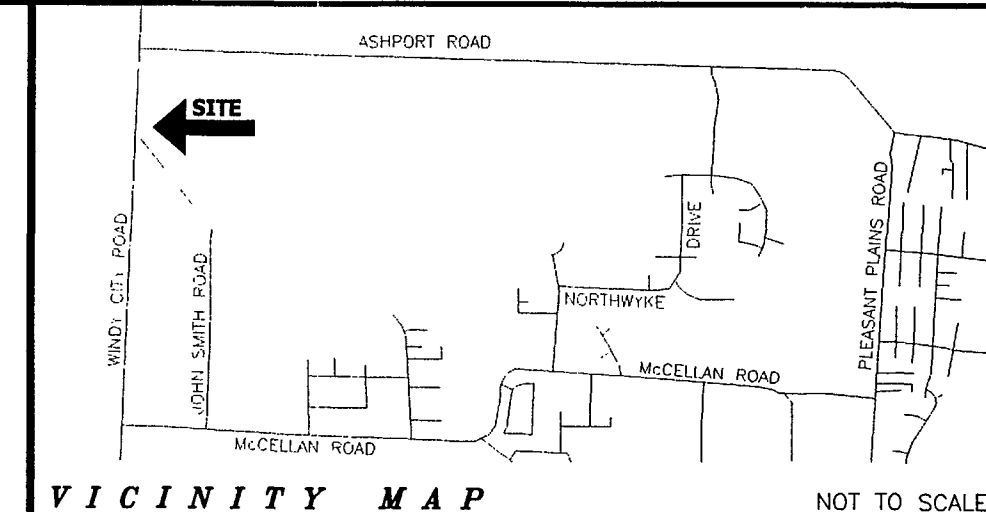 ASHPORT ROAD
SITE
WINDY CITY ROAD
JOHN SMITH ROAD
DRIVE
NORTHWYKE
PLEASANT PLAINS ROAD
McCELLAN ROAD
McCELLAN ROAD
VICINITY MAP
NOT TO SCALE